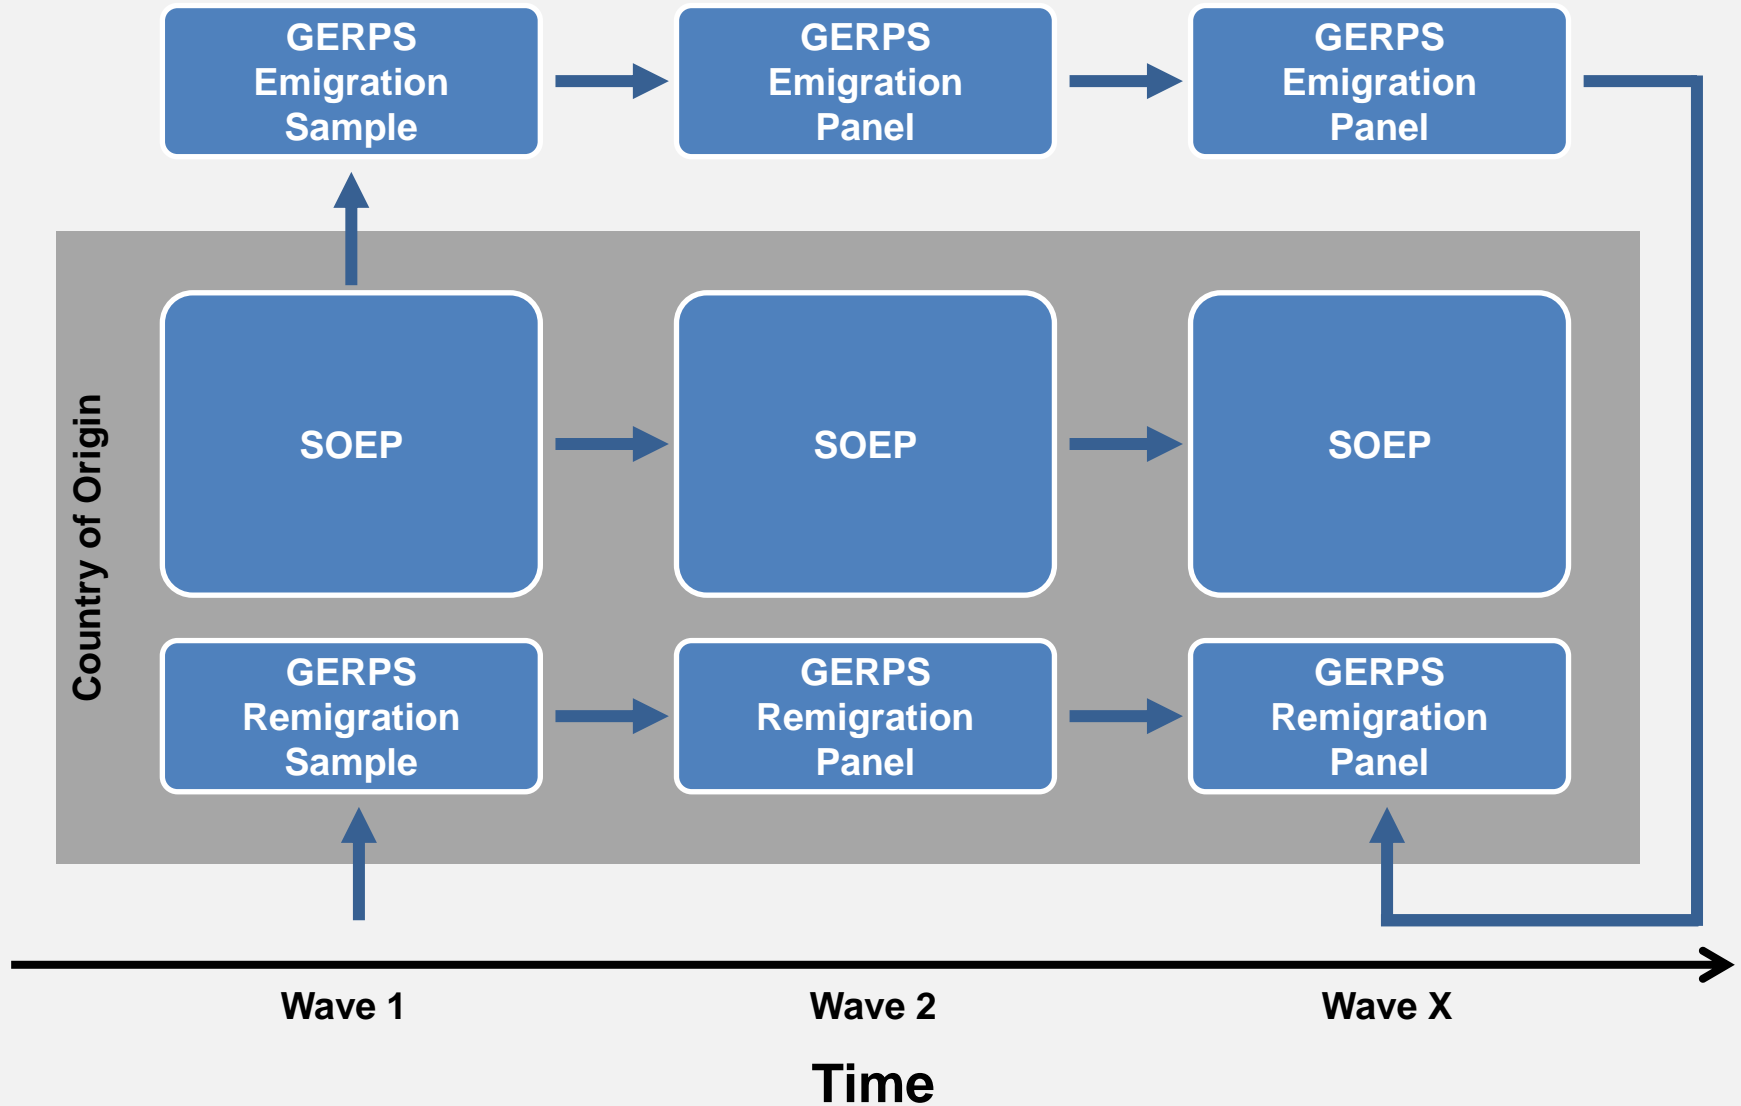 GERPS
Emigration
Sample
GERPS
Emigration
Panel
GERPS
Emigration
Panel
Country of Origin
SOEP
SOEP
SOEP
GERPS
Remigration
Sample
GERPS
Remigration
Panel
GERPS
Remigration
Panel
Wave 1
Wave 2
Wave X
Time